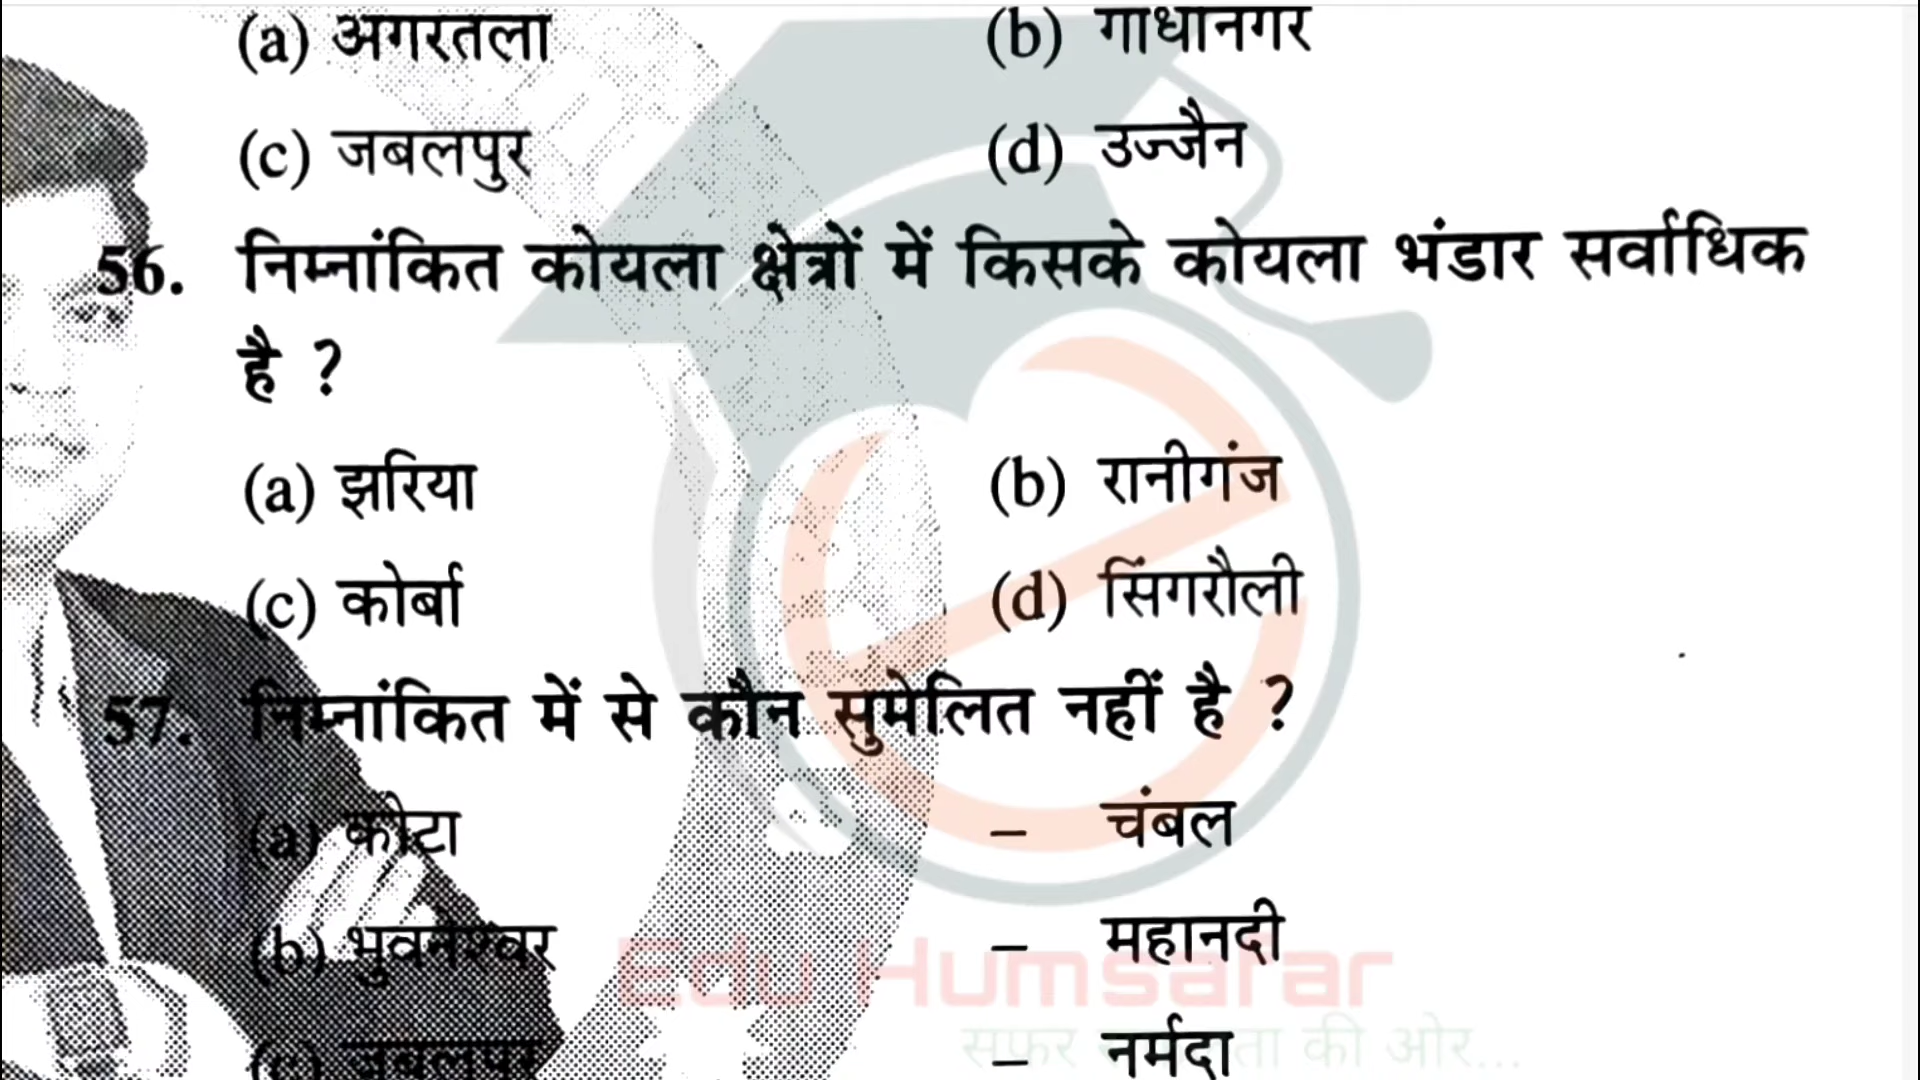 (a) अगरतला (b) गांधीनगर
(c) जबलपुर (d) उज्जैन
56. निम्नांकित कोयला क्षेत्रों में किसके कोयला भंडार सर्वाधिक
है ?
(a) झरिया (b) रानीगंज
(c) कोर्बा (d) सिंगरौली
57. निम्नांकित में से कौन सुमेलित नहीं है ?
(a) कोटा – चंबल
(b) भुवनेश्वर – महानदी
Edu Humsafar
(c) जबलपुर – नर्मदा
सफर की ओर...